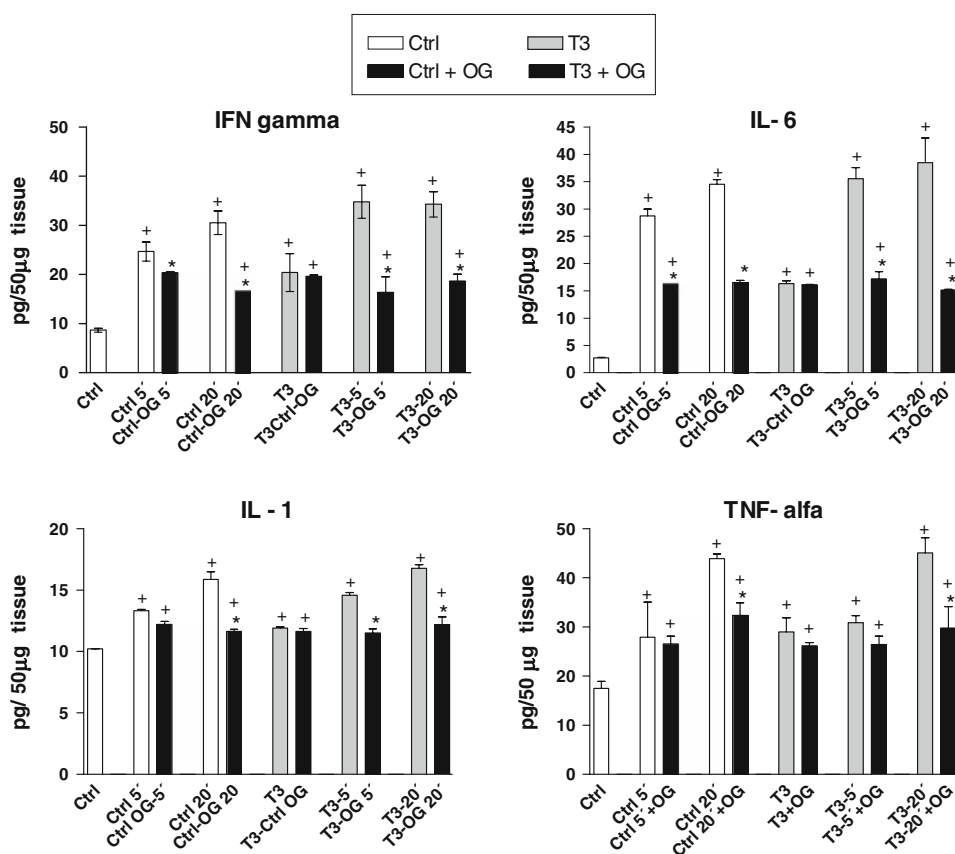 Ctrl T3
Ctrl + OG T3 + OG
IFN gamma
pg/50µg tissue
50
40
30
20
10
0
+ + + + + +
* + * + * + *
Ctrl
Ctrl 5´
Ctrl-OG 5´
Ctrl 20´
Ctrl-OG 20´
T3
T3Ctrl-OG
T3-5´
T3-OG 5´
T3-20´
T3-OG 20´
IL- 6
pg/50µg tissue
45
40
35
30
25
20
15
10
5
0
+ + + + + +
+ * * + * + *
Ctrl
Ctrl 5´
Ctrl OG-5´
Ctrl 20´
Ctrl-OG 20´
T3
T3-Ctrl OG
T3-5´
T3-OG 5´
T3-20´
T3-OG 20´
IL - 1
pg/ 50µg tissue
20
15
10
5
0
+ + + + + + +
+ * * + *
Ctrl
Ctrl 5´
Ctrl OG-5´
Ctrl 20´
Ctrl-OG 20
T3
T3-Ctrl OG
T3-5´
T3-OG 5´
T3-20´
T3-OG 20´
TNF- alfa
pg/50 µg tissue
50
40
30
20
10
0
+ + + + + + + +
+ * + *
Ctrl
Ctrl 5´
Ctrl 5´+OG
Ctrl 20´
Ctrl 20´+OG
T3
T3+OG
T3-5´
T3-5´+OG
T3-20´
T3-20´+OG